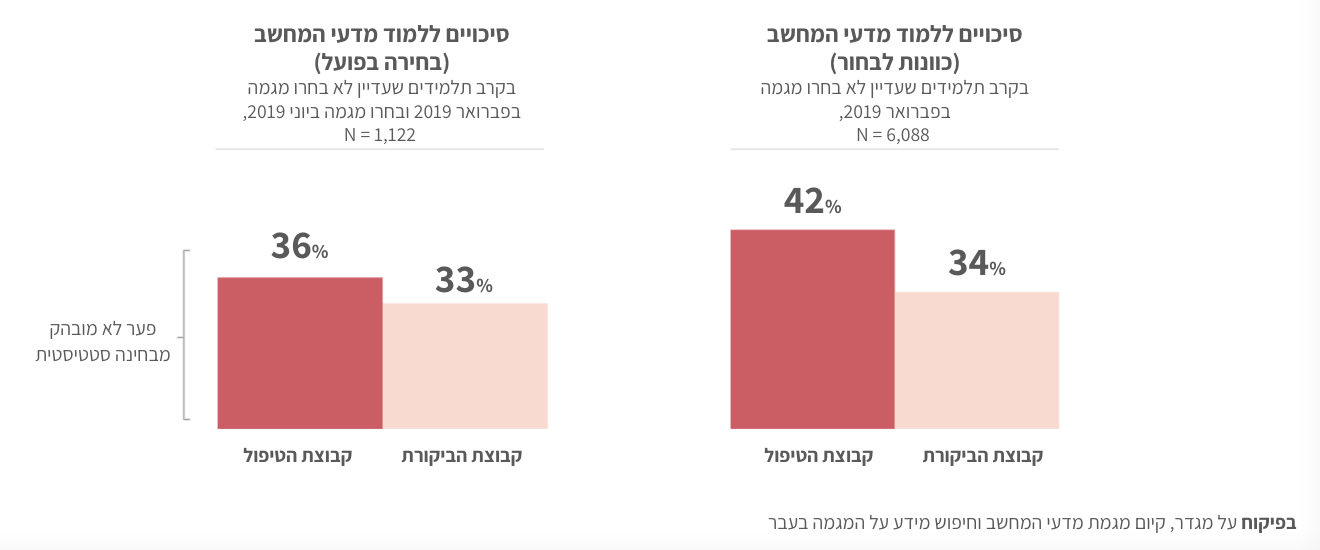 סיכויים ללמוד מדעי המחשב
(כוונות לבחור)
בקרב תלמידים שעדיין לא בחרו מגמה
בפברואר 2019,
N = 6,088
42%
34%
קבוצת הביקורת
קבוצת הטיפול
סיכויים ללמוד מדעי המחשב
(בחירה בפועל)
בקרב תלמידים שעדיין לא בחרו מגמה
בפברואר 2019 ובחרו מגמה ביוני 2019,
N = 1,122
36%
33%
קבוצת הביקורת
קבוצת הטיפול
פער לא מובהק
מבחינה סטטיסטית
בפיקוח על מגדר, קיום מגמת מדעי המחשב וחיפוש מידע על המגמה בעבר